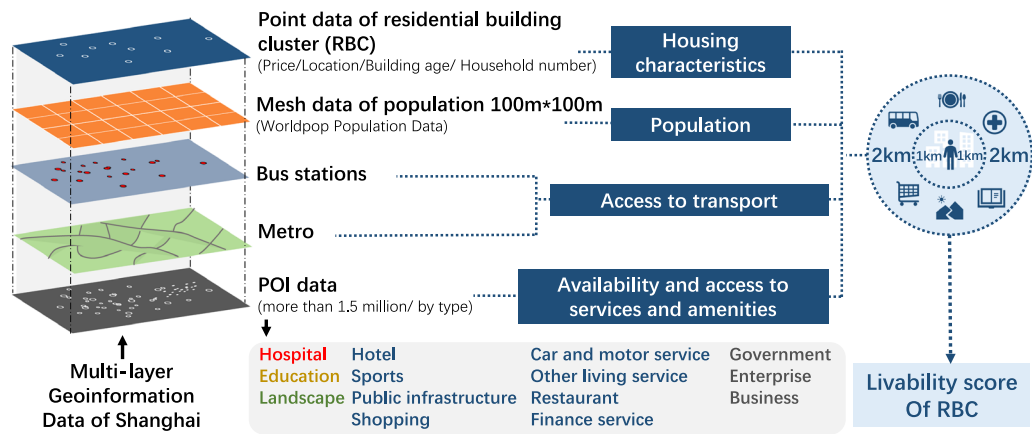 Point data of residential building
cluster (RBC)
(Price/Location/Building age/ Household number)
Housing
characteristics
Mesh data of population 100m*100m
(Worldpop Population Data)
Population
Bus stations
Access to transport
Metro
POI data
(more than 1.5 million/ by type)
Availability and access to
services and amenities
2km
1km
1km
2km
Multi-layer
Geoinformation
Data of Shanghai
Hospital
Education
Landscape
Hotel
Sports
Public infrastructure
Shopping
Car and motor service
Other living service
Restaurant
Finance service
Government
Enterprise
Business
Livability score
Of RBC